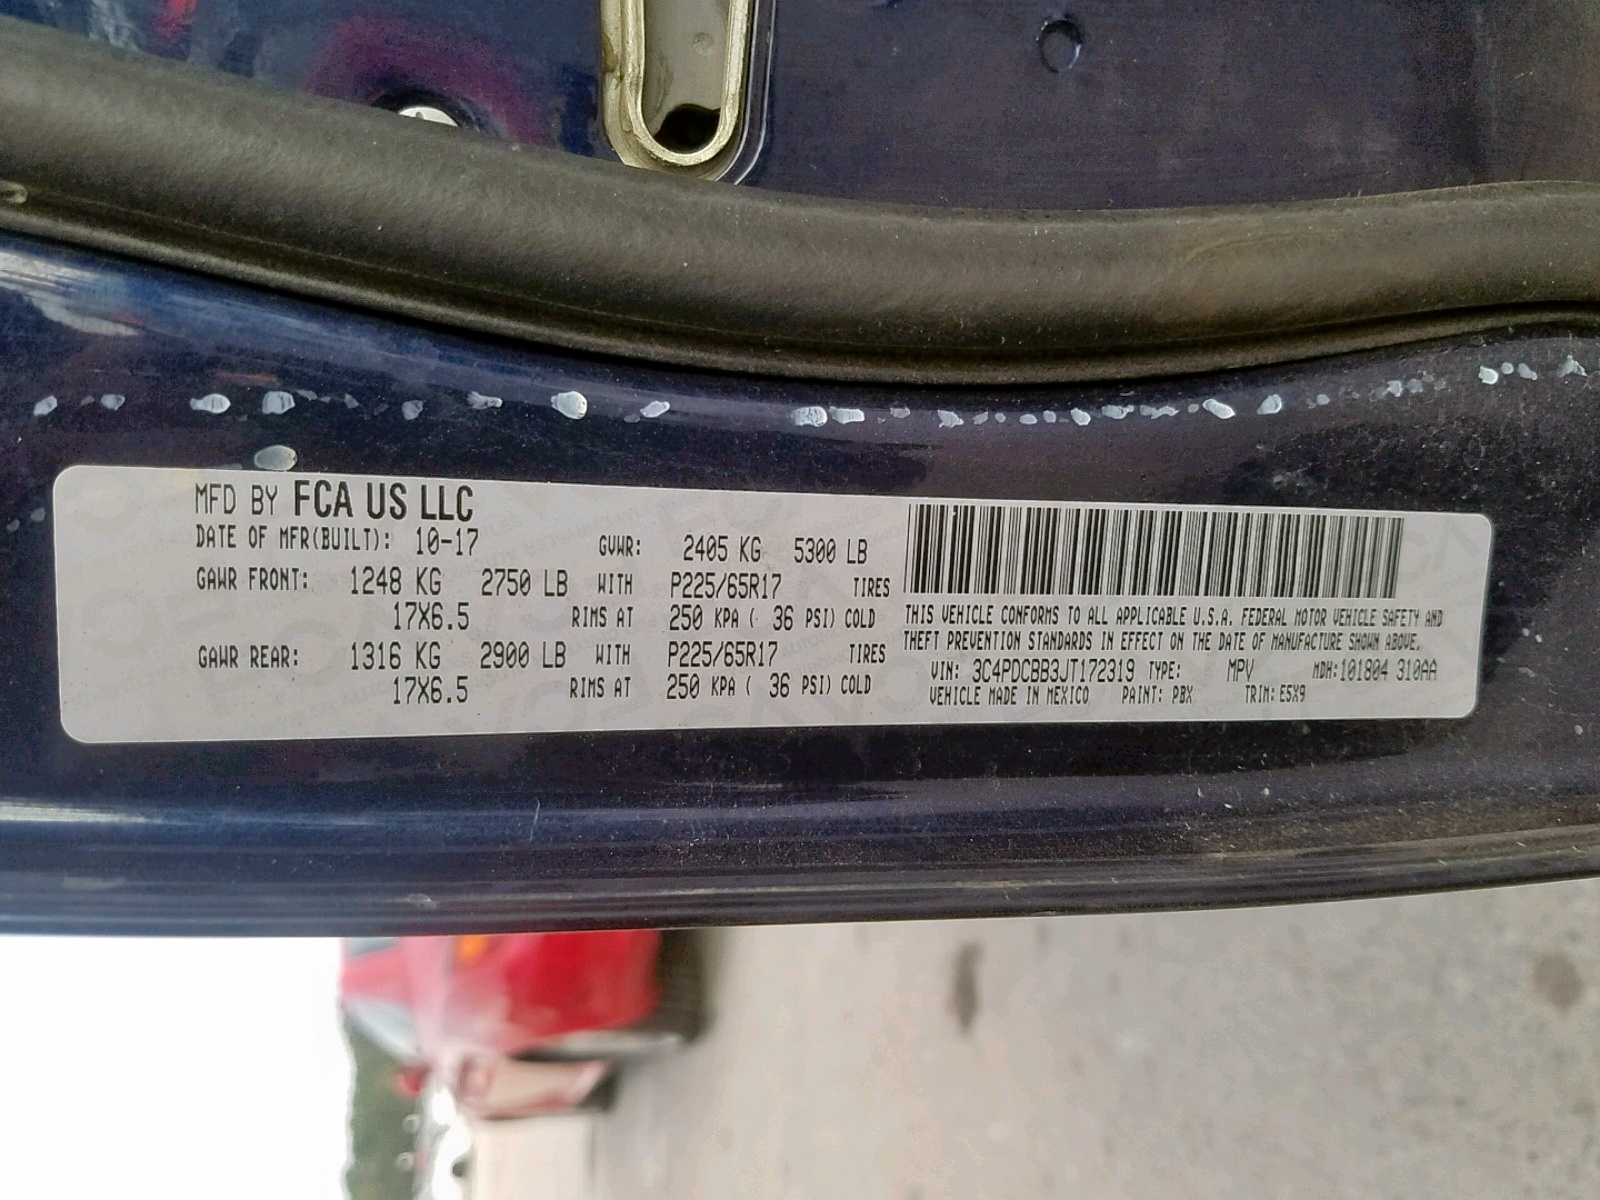 MFD BY FCA US LLC
DATE OF MFR(BUILT): 10-17 GVWR: 2405 KG 5300 LB
GAWR FRONT: 1248 KG 2750 LB WITH P225/65R17 TIRES
17X6.5 RIMS AT 250 KPA ( 36 PSI) COLD
GAWR REAR: 1316 KG 2900 LB WITH P225/65R17 TIRES
17X6.5 RIMS AT 250 KPA ( 36 PSI) COLD
THIS VEHICLE CONFORMS TO ALL APPLICABLE U.S.A. FEDERAL MOTOR VEHICLE SAFETY AND
THEFT PREVENTION STANDARDS IN EFFECT ON THE DATE OF MANUFACTURE SHOWN ABOVE.
VIN: 3C4PDCBB3JT172319 TYPE: MPV MDH:101804 310AA
VEHICLE MADE IN MEXICO PAINT: PBX TRIM: E5X9